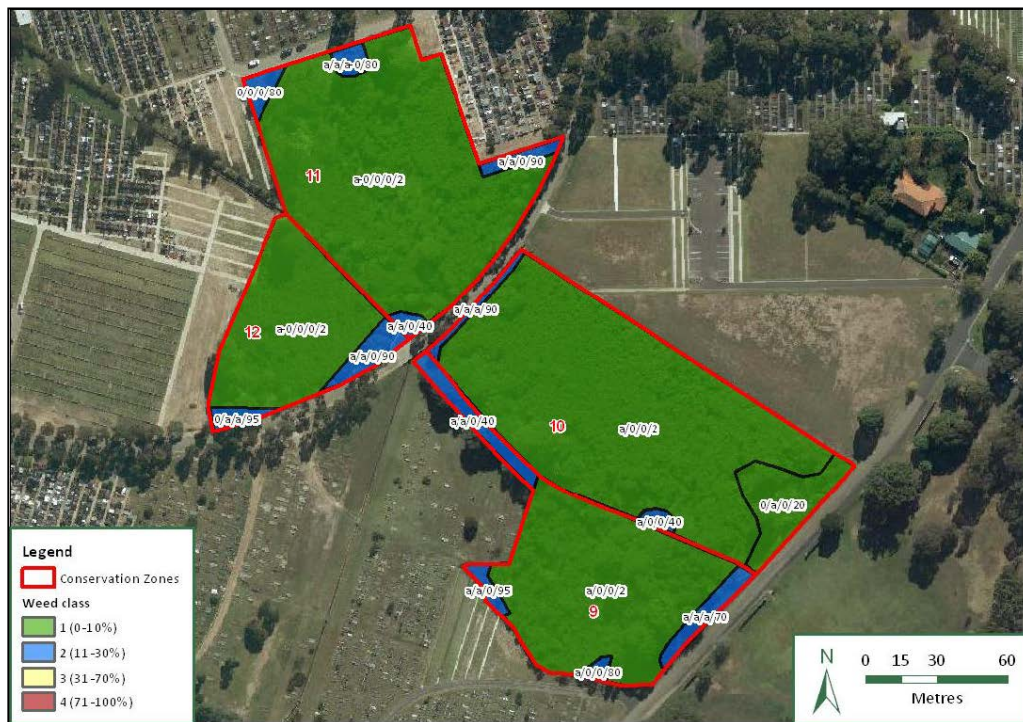 a/a/a-0/80
0/0/0/80
a/a/0/90
11
a-0/0/0/2
a/a/a/90
a/a/0/40
12
a-0/0/0/2
a/a/0/90
0/a/a/95
a/a/0/40
10
a/0/0/2
0/a/0/20
a/0/0/40
a/a/0/95
a/0/0/2
9
a/a/a/70
a/0/0/80
Legend
Conservation Zones
Weed class
1 (0-10%)
2 (11-30%)
3 (31-70%)
4 (71-100%)
N
0 15 30 60
Metres